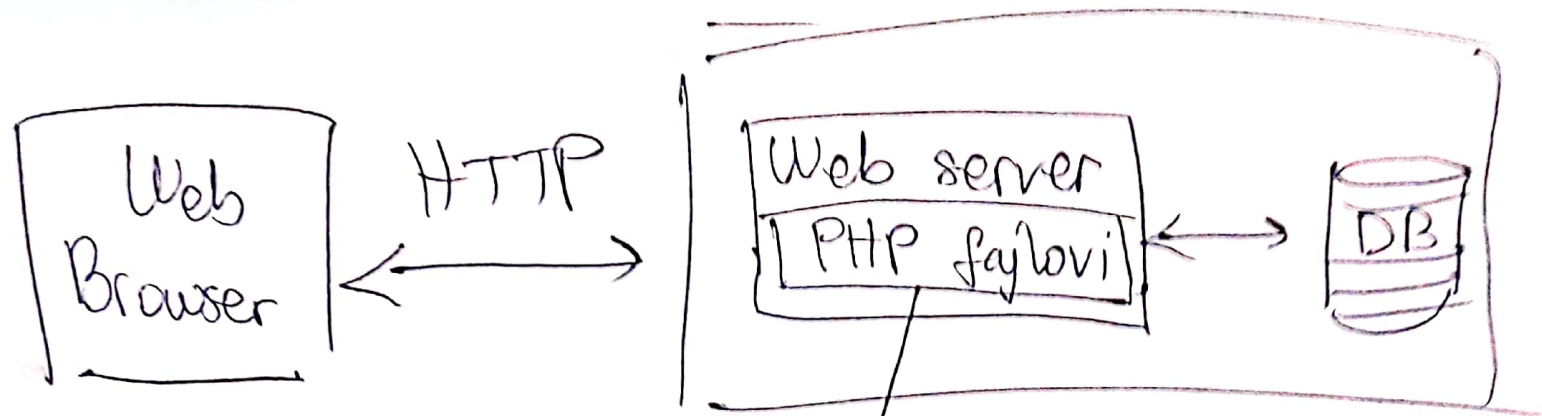 Web
Browser
HTTP
Web server
PHP fajlovi
DB